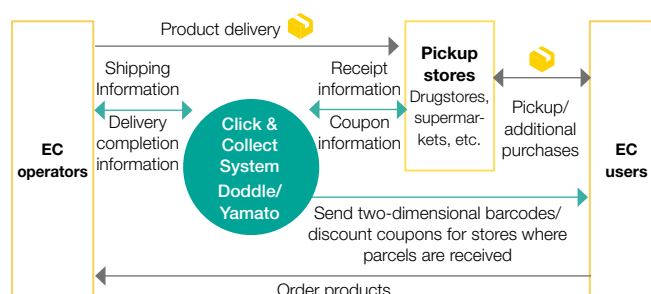 Product delivery
Shipping
Information
Delivery
completion
information
EC
operators
Click &
Collect
System
Doddle/
Yamato
Receipt
information
Coupon
information
Pickup
stores
Drugstores,
supermar-
kets, etc.
Pickup/
additional
purchases
EC
users
Send two-dimensional barcodes/
discount coupons for stores where
parcels are received
Order products